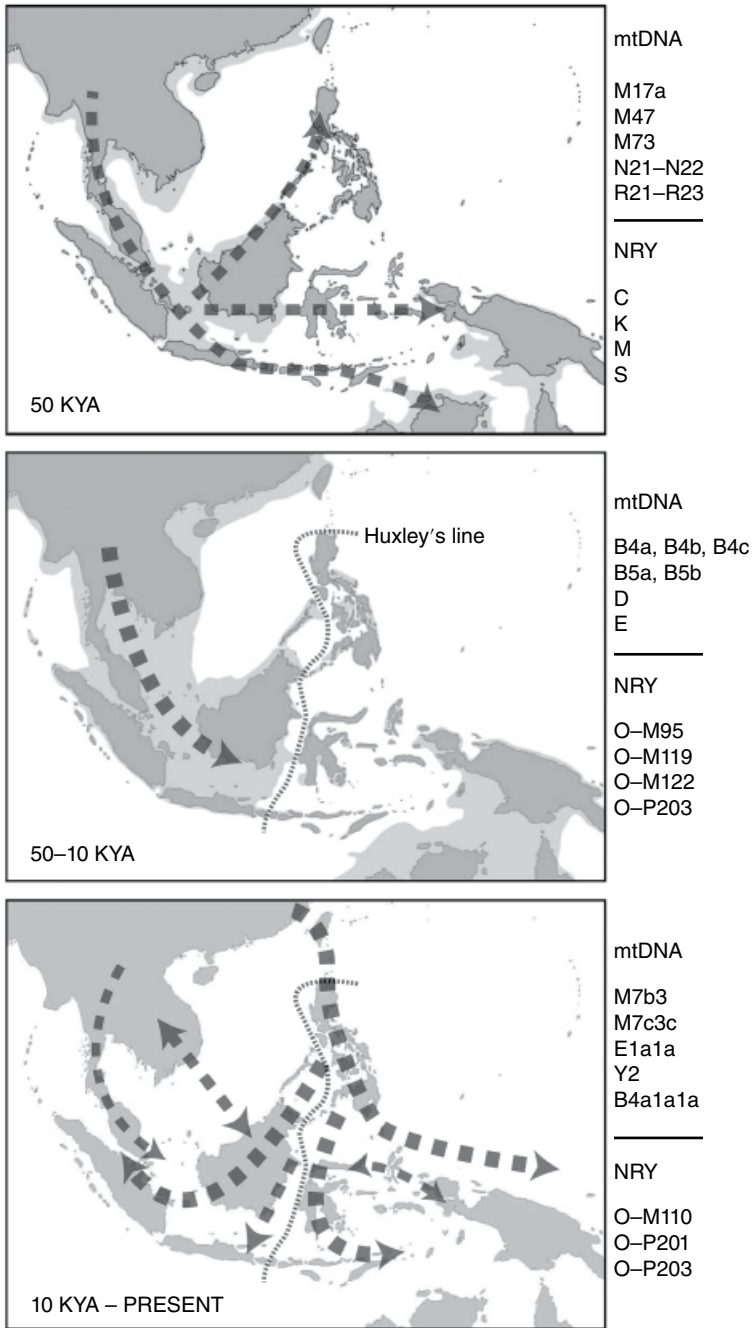 mtDNA
M17a
M47
M73
N21–N22
R21–R23
NRY
C
K
M
S
50 KYA
mtDNA
Huxley′s line
B4a, B4b, B4c
B5a, B5b
D
E
NRY
O–M95
O–M119
O–M122
O–P203
50–10 KYA
mtDNA
M7b3
M7c3c
E1a1a
Y2
B4a1a1a
NRY
O–M110
O–P201
O–P203
10 KYA – PRESENT